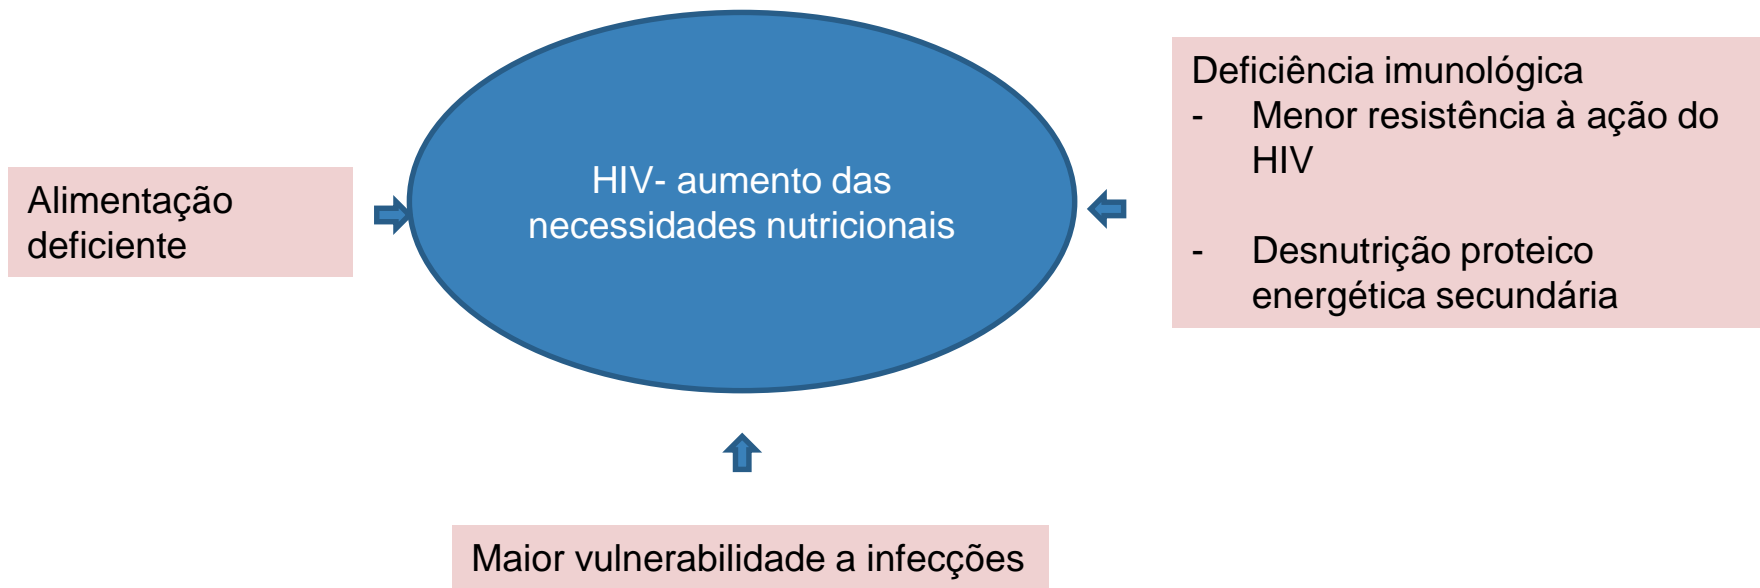 Alimentação
deficiente
HIV- aumento das
necessidades nutricionais
Deficiência imunológica
- Menor resistência à ação do
HIV
- Desnutrição proteico
energética secundária
Maior vulnerabilidade a infecções